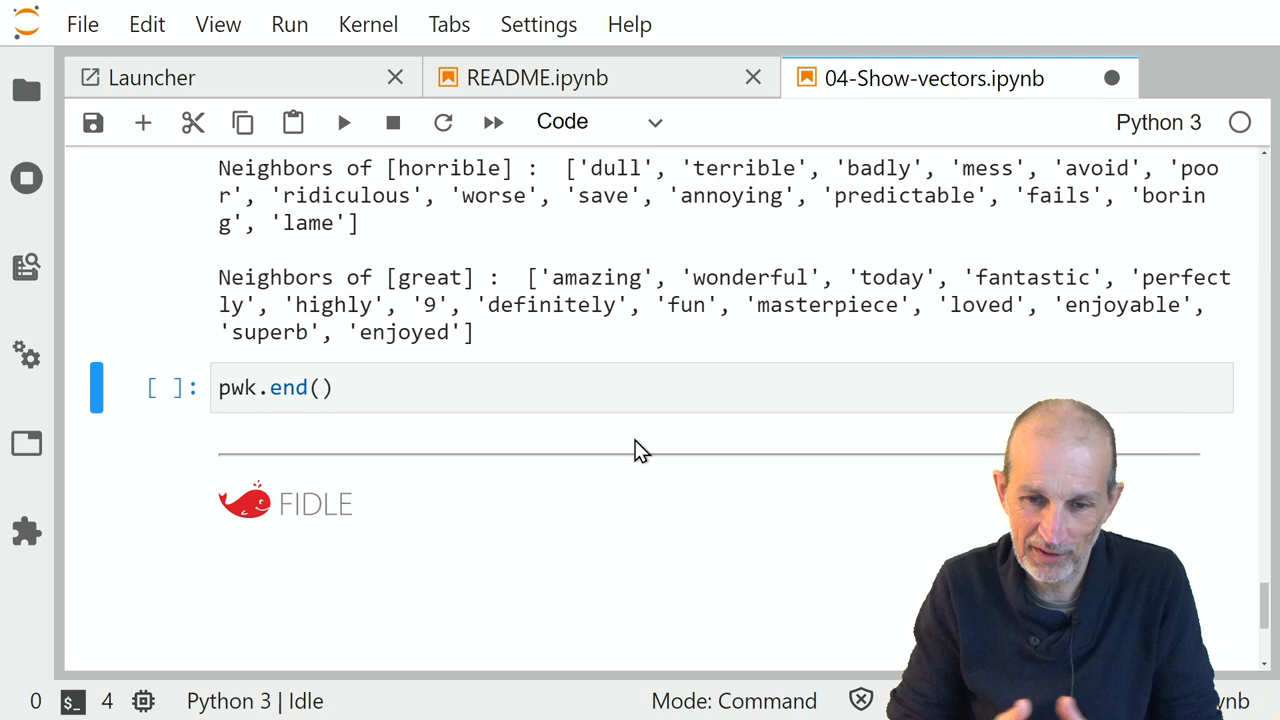 File Edit View Run Kernel Tabs Settings Help
Launcher README.ipynb 04-Show-vectors.ipynb
Code Python 3
Neighbors of [horrible] :  ['dull', 'terrible', 'badly', 'mess', 'avoid', 'poo
r', 'ridiculous', 'worse', 'save', 'annoying', 'predictable', 'fails', 'borin
g', 'lame']
Neighbors of [great] :  ['amazing', 'wonderful', 'today', 'fantastic', 'perfect
ly', 'highly', '9', 'definitely', 'fun', 'masterpiece', 'loved', 'enjoyable',
'superb', 'enjoyed']
[ ]: pwk.end()
FIDLE
0 $_ 4 Python 3 | Idle Mode: Command